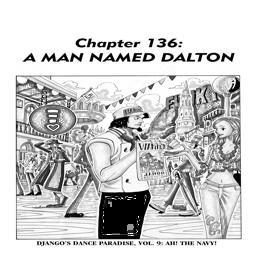 Chapter 136:
A MAN NAMED DALTON
DJANGO'S DANCE PARADISE, VOL. 9: AH! THE NAVY!